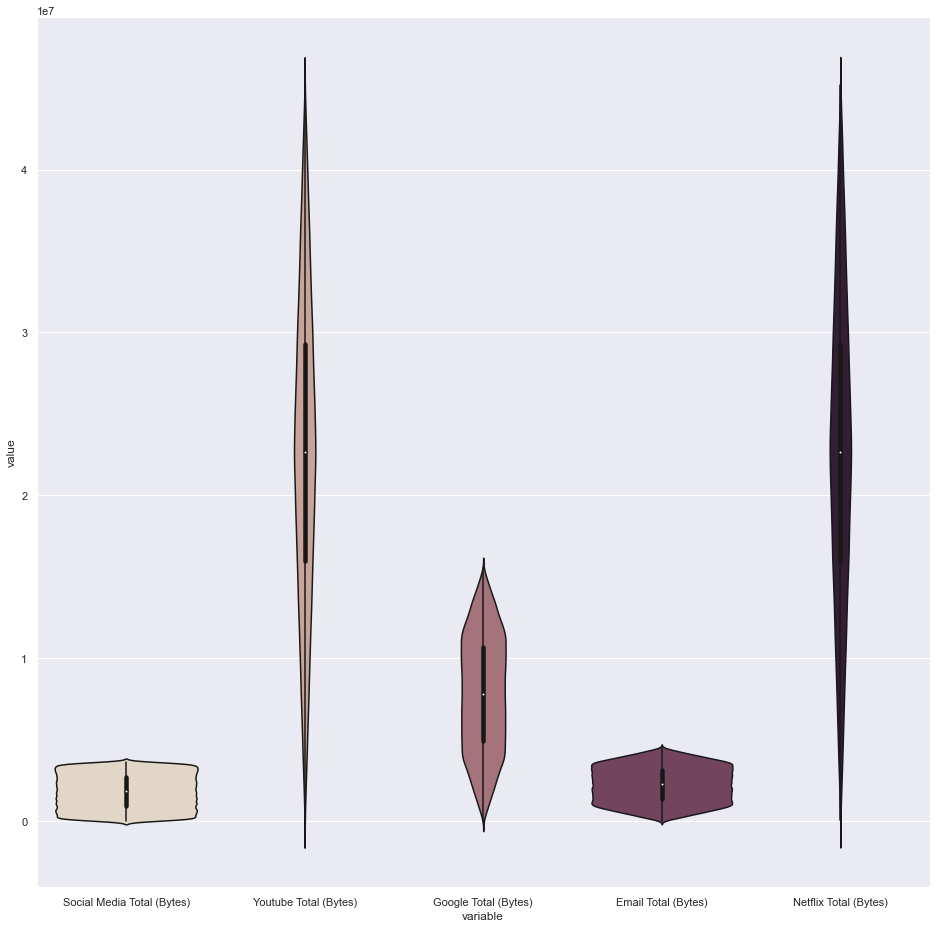 1e7
4
3
value
2
1
0
Social Media Total (Bytes)
Youtube Total (Bytes)
Google Total (Bytes)
Email Total (Bytes)
Netflix Total (Bytes)
variable